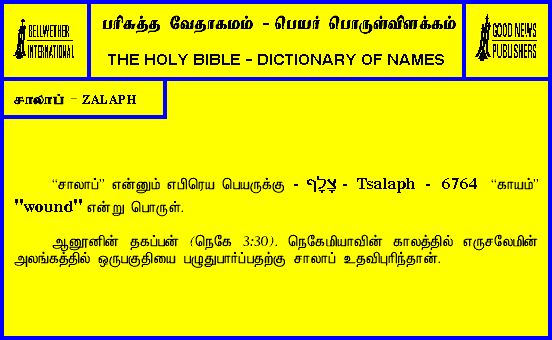 BELLWETHER
INTERNATIONAL
பரிசுத்த வேதாகமம் - பெயர் பொருள்விளக்கம்
THE HOLY BIBLE - DICTIONARY OF NAMES
GOOD NEWS
PUBLISHERS
சாலாப் - ZALAPH
“சாலாப்” என்னும் எபிரெய பெயருக்கு - צָלָף - Tsalaph - 6764 “காயம்”
"wound" என்று பொருள்.
ஆனூனின் தகப்பன் (நெகே 3:30). நெகேமியாவின் காலத்தில் எருசலேமின்
அலங்கத்தில் ஒருபகுதியை பழுதுபார்ப்பதற்கு சாலாப் உதவிபுரிந்தான்.